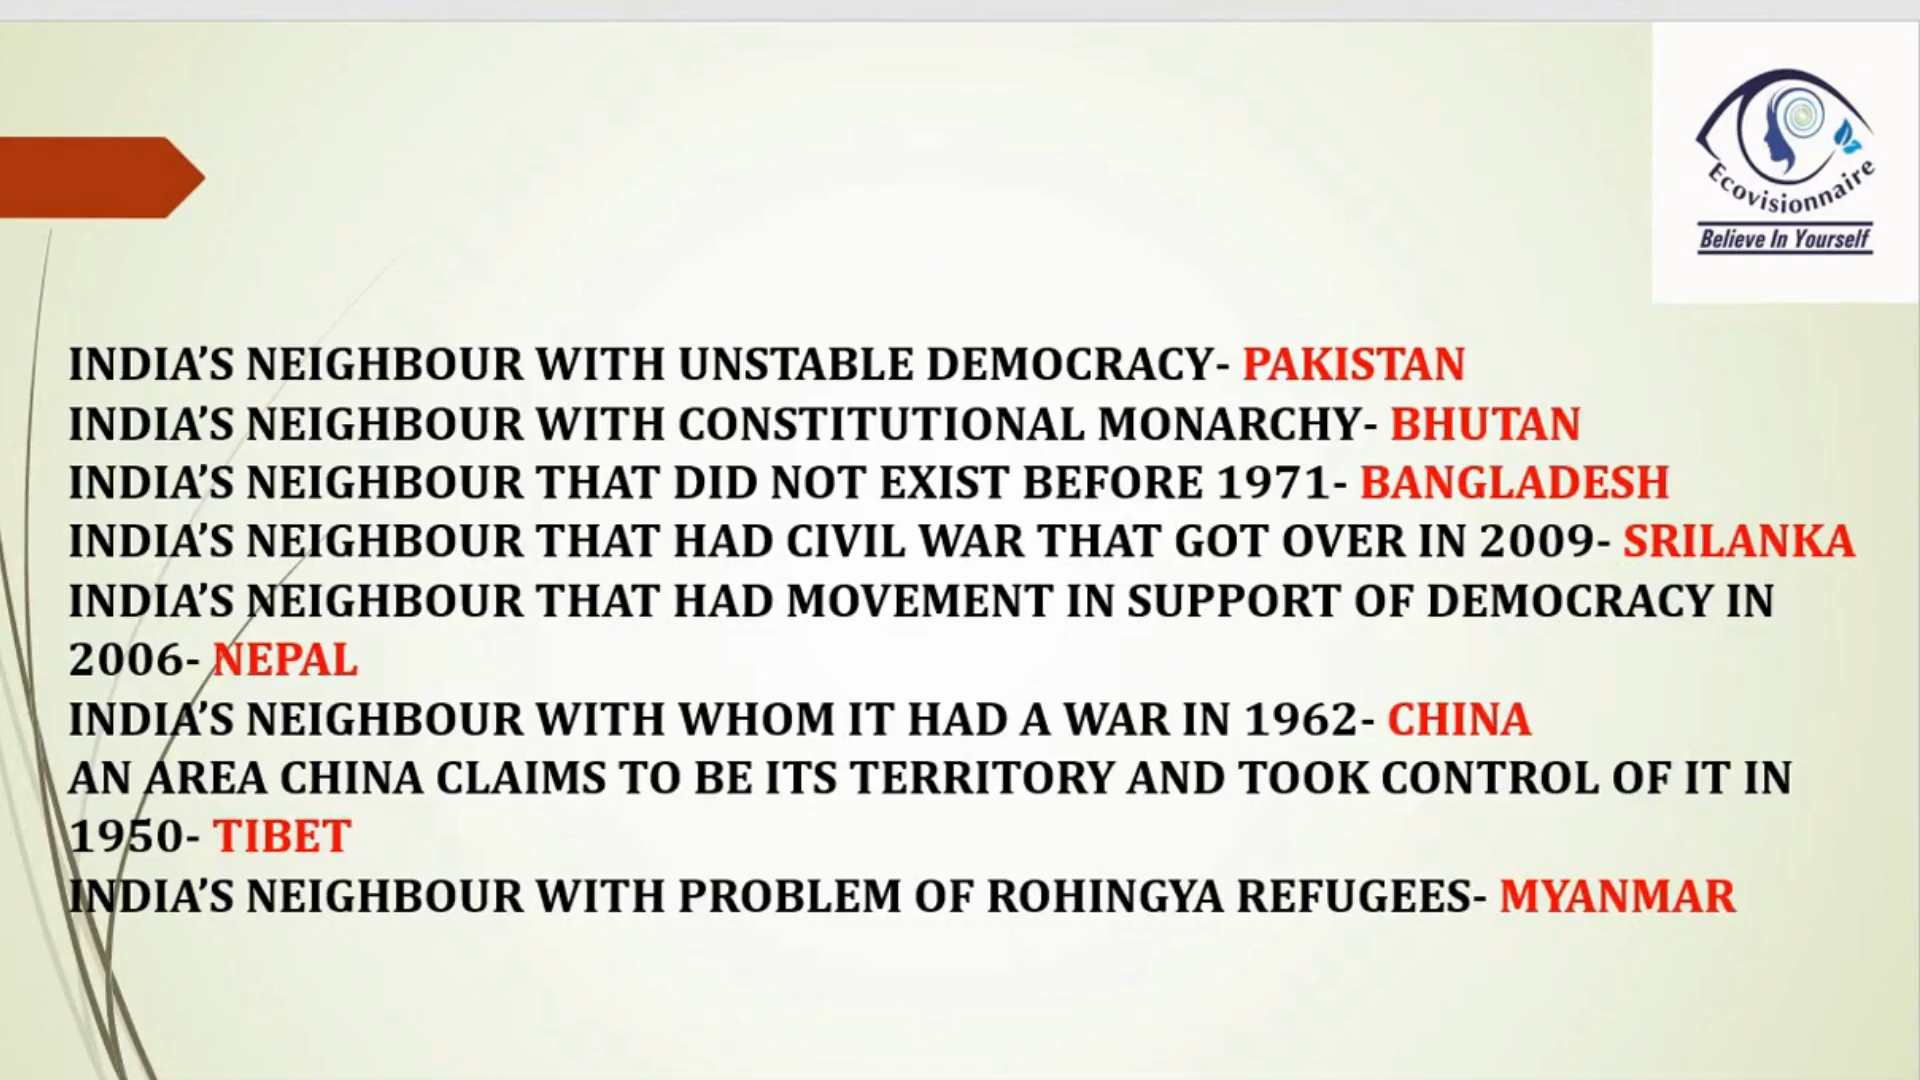 Ecovisionnaire
Believe In Yourself
INDIA’S NEIGHBOUR WITH UNSTABLE DEMOCRACY- PAKISTAN
INDIA’S NEIGHBOUR WITH CONSTITUTIONAL MONARCHY- BHUTAN
INDIA’S NEIGHBOUR THAT DID NOT EXIST BEFORE 1971- BANGLADESH
INDIA’S NEIGHBOUR THAT HAD CIVIL WAR THAT GOT OVER IN 2009- SRILANKA
INDIA’S NEIGHBOUR THAT HAD MOVEMENT IN SUPPORT OF DEMOCRACY IN
2006- NEPAL
INDIA’S NEIGHBOUR WITH WHOM IT HAD A WAR IN 1962- CHINA
AN AREA CHINA CLAIMS TO BE ITS TERRITORY AND TOOK CONTROL OF IT IN
1950- TIBET
INDIA’S NEIGHBOUR WITH PROBLEM OF ROHINGYA REFUGEES- MYANMAR